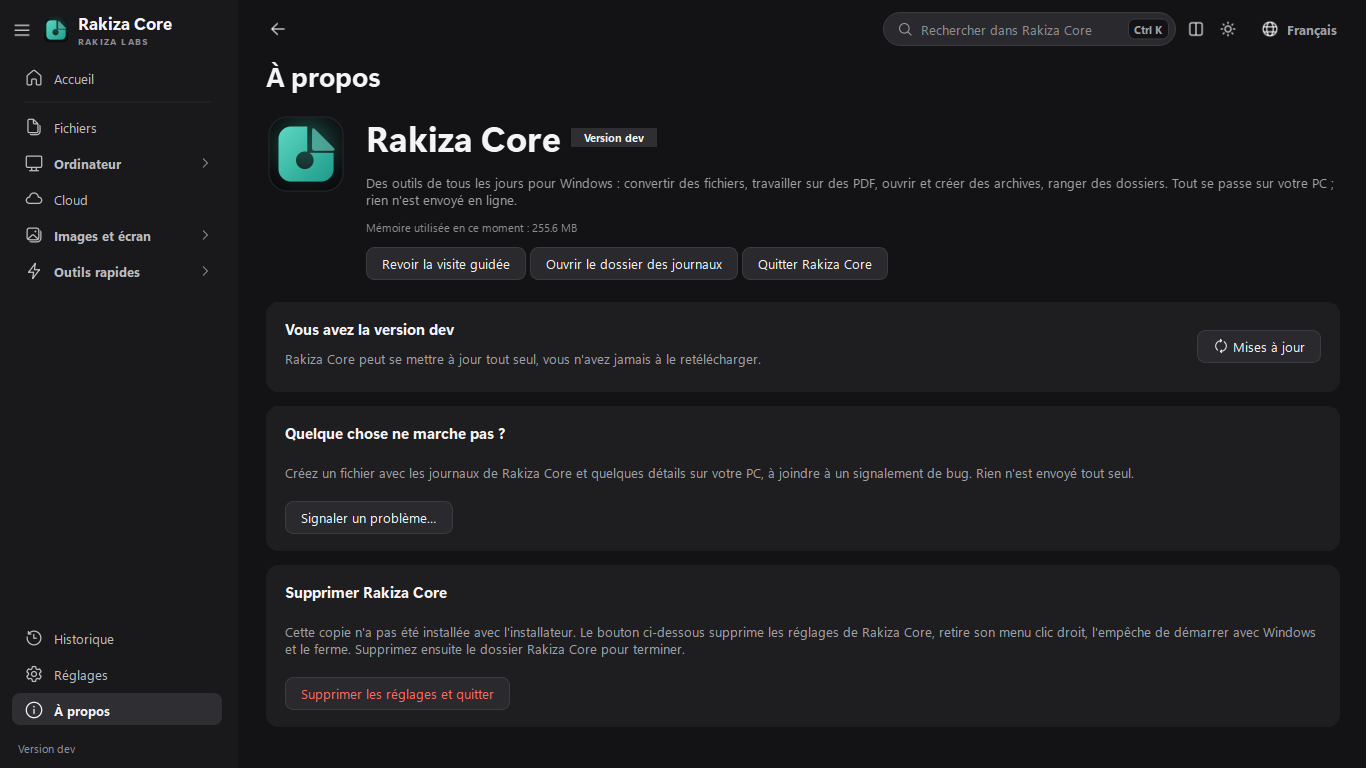 Rakiza Core
RAKIZA LABS
Accueil
Fichiers
Ordinateur
Cloud
Images et écran
Outils rapides
Historique
Réglages
À propos
Version dev
Rechercher dans Rakiza Core
Ctrl K
Français
À propos
Rakiza Core
Version dev
Des outils de tous les jours pour Windows : convertir des fichiers, travailler sur des PDF, ouvrir et créer des archives, ranger des dossiers. Tout se passe sur votre PC ;
rien n'est envoyé en ligne.
Mémoire utilisée en ce moment : 255.6 MB
Revoir la visite guidée
Ouvrir le dossier des journaux
Quitter Rakiza Core
Vous avez la version dev
Rakiza Core peut se mettre à jour tout seul, vous n'avez jamais à le retélécharger.
Mises à jour
Quelque chose ne marche pas ?
Créez un fichier avec les journaux de Rakiza Core et quelques détails sur votre PC, à joindre à un signalement de bug. Rien n'est envoyé tout seul.
Signaler un problème...
Supprimer Rakiza Core
Cette copie n'a pas été installée avec l'installateur. Le bouton ci-dessous supprime les réglages de Rakiza Core, retire son menu clic droit, l'empêche de démarrer avec Windows
et le ferme. Supprimez ensuite le dossier Rakiza Core pour terminer.
Supprimer les réglages et quitter